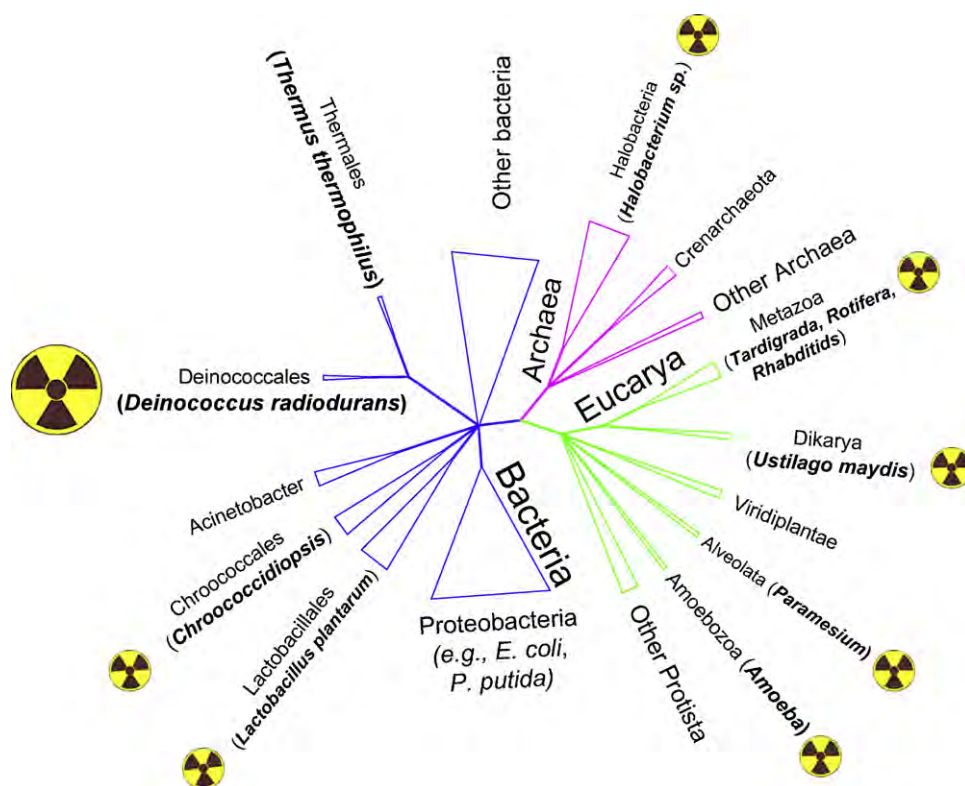 Thermales
(Thermus thermophilus)
Other bacteria
Halobacteria
(Halobacterium sp.)
Crenarchaeota
Other Archaea
Archaea
Metazoa
(Tardigrada, Rotifera,
Rhabditids)
Eucarya
Deinococcales
(Deinococcus radiodurans)
Dikarya
(Ustilago maydis)
Acinetobacter
Bacteria
Viridiplantae
Chroococcales
(Chroococcidiopsis)
Alveolata (Paramesium)
Lactobacillales
(Lactobacillus plantarum)
Proteobacteria
(e.g., E. coli,
P. putida)
Other Protista
Amoebozoa (Amoeba)